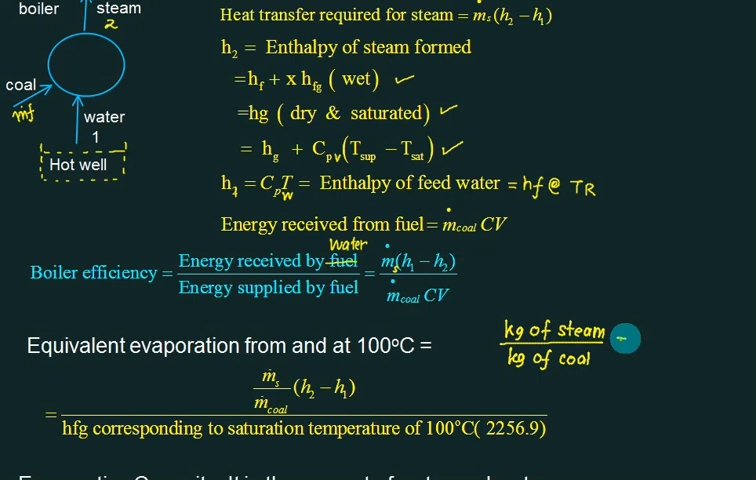 boiler
steam
2
coal
ṁf
water
1
Hot well
Heat transfer required for steam = ṁₛ(h₂ − h₁)
h₂ = Enthalpy of steam formed
=hf + x hfg ( wet) ✓
=hg ( dry & saturated) ✓
= hg + Cpv(Tsup − Tsat) ✓
h₁ = CpTw = Enthalpy of feed water = hf @ TR
Energy received from fuel= ṁcoal CV
Boiler efficiency = Energy received by fuel water / Energy supplied by fuel = ṁs(h₁ − h₂) / ṁcoal CV
Equivalent evaporation from and at 100°C = kg of steam / kg of coal
= ṁs / ṁcoal (h₂ − h₁) / hfg corresponding to saturation temperature of 100°C( 2256.9)